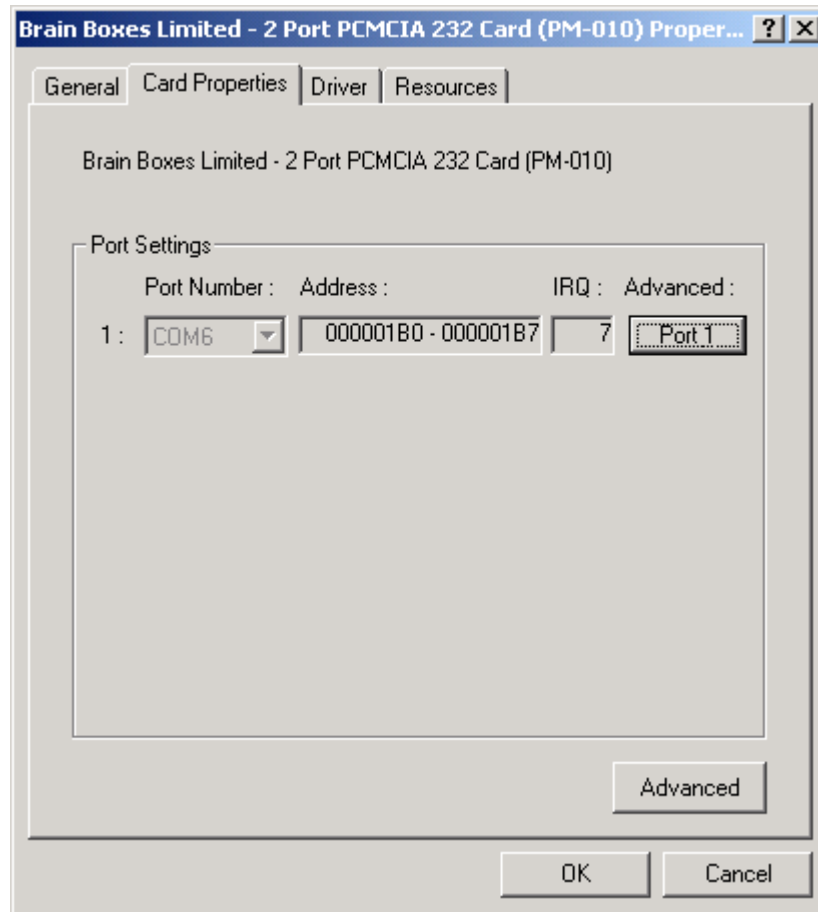 Brain Boxes Limited - 2 Port PCMCIA 232 Card (PM-010) Proper...
General Card Properties Driver Resources
Brain Boxes Limited - 2 Port PCMCIA 232 Card (PM-010)
Port Settings
Port Number : Address : IRQ : Advanced :
1 : COM6 000001B0 - 000001B7 7 Port 1
Advanced
OK Cancel